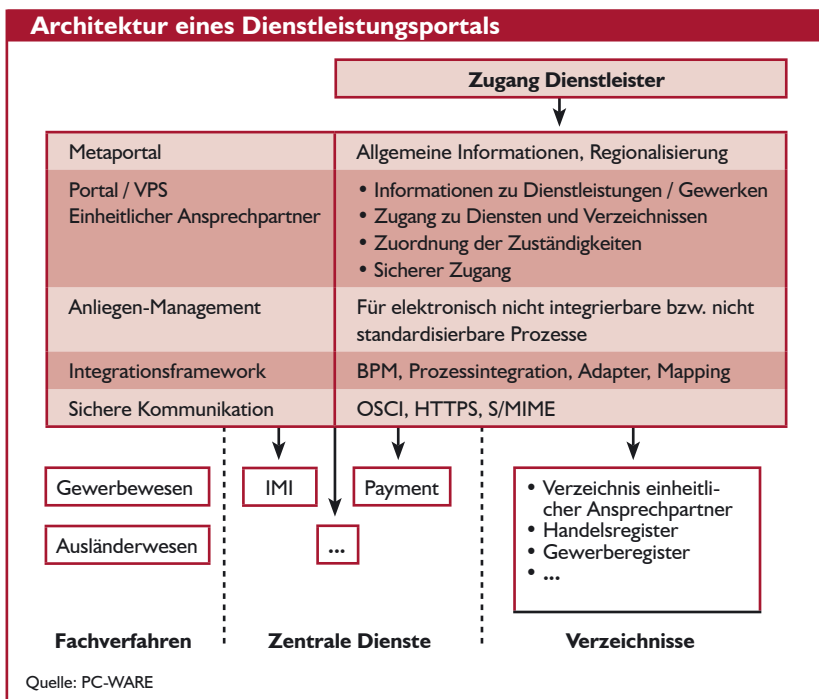 Architektur eines Dienstleistungsportals
Zugang Dienstleister
Metaportal
Allgemeine Informationen, Regionalisierung
Portal / VPS
Einheitlicher Ansprechpartner
• Informationen zu Dienstleistungen / Gewerken
• Zugang zu Diensten und Verzeichnissen
• Zuordnung der Zuständigkeiten
• Sicherer Zugang
Anliegen-Management
Für elektronisch nicht integrierbare bzw. nicht
standardisierbare Prozesse
Integrationsframework
BPM, Prozessintegration, Adapter, Mapping
Sichere Kommunikation
OSCI, HTTPS, S/MIME
Gewerbewesen
Ausländerwesen
IMI
Payment
...
• Verzeichnis einheitli-
cher Ansprechpartner
• Handelsregister
• Gewerberegister
• ...
Fachverfahren
Zentrale Dienste
Verzeichnisse
Quelle: PC-WARE